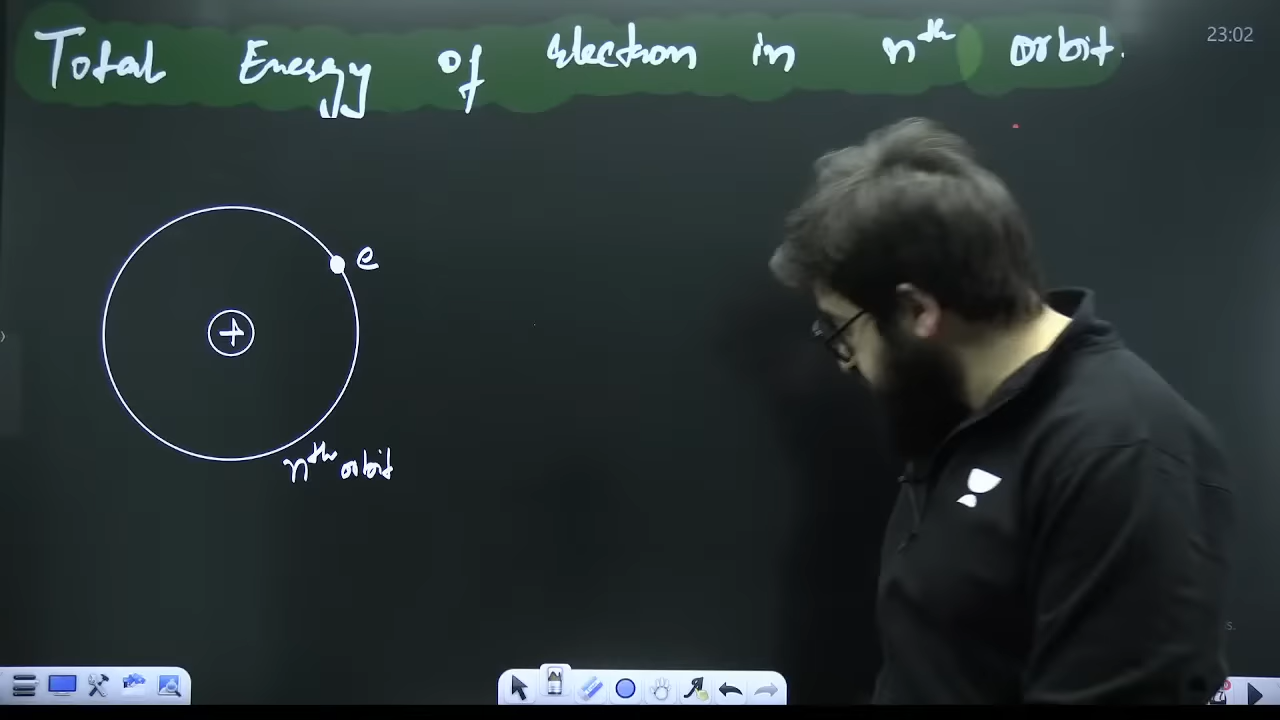 Total Energy of electron in nth orbit.
23:02
e
+
nth orbit
s.